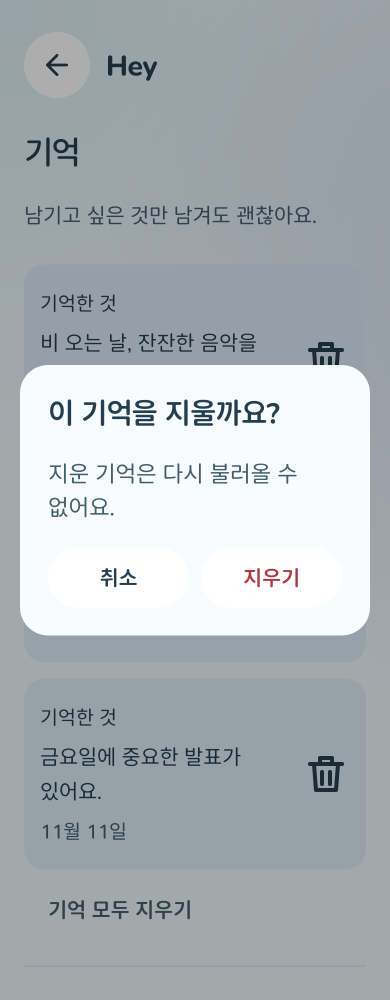 Hey
기억
남기고 싶은 것만 남겨도 괜찮아요.
기억한 것
비 오는 날, 잔잔한 음악을
이 기억을 지울까요?
지운 기억은 다시 불러올 수
없어요.
취소
지우기
기억한 것
금요일에 중요한 발표가
있어요.
11월 11일
기억 모두 지우기